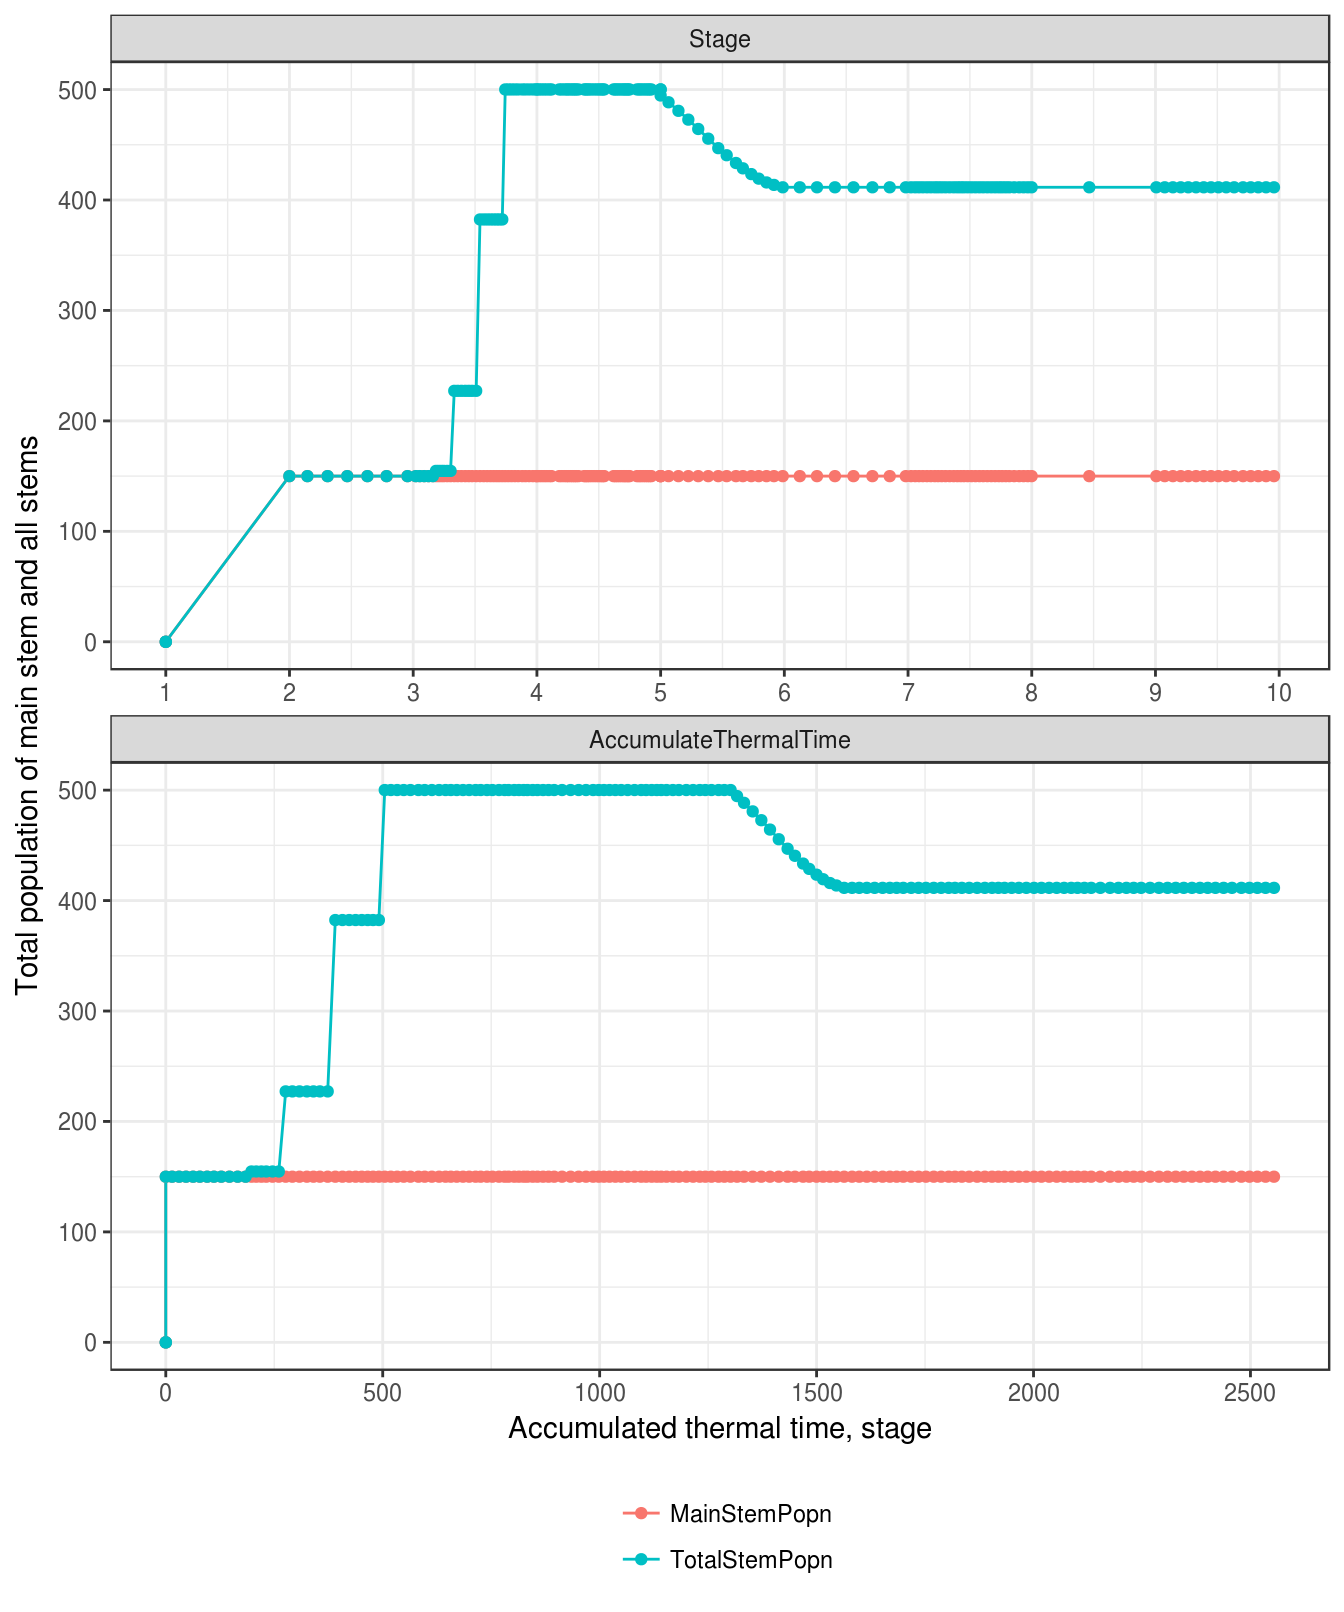 Stage
500
400
300
200
100
0
1 2 3 4 5 6 7 8 9 10
Total population of main stem and all stems
AccumulateThermalTime
500
400
300
200
100
0
0 500 1000 1500 2000 2500
Accumulated thermal time, stage
MainStemPopn
TotalStemPopn